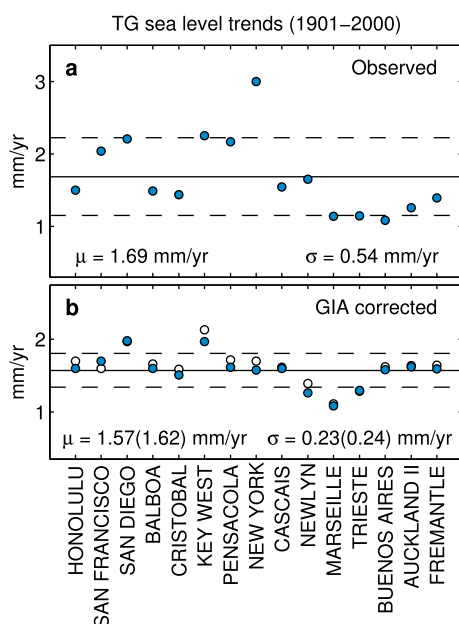 TG sea level trends (1901−2000)
a
Observed
3
2
1
mm/yr
μ = 1.69 mm/yr
σ = 0.54 mm/yr
b
GIA corrected
2
1
mm/yr
μ = 1.57(1.62) mm/yr
σ = 0.23(0.24) mm/yr
HONOLULU
SAN FRANCISCO
SAN DIEGO
BALBOA
CRISTOBAL
KEY WEST
PENSACOLA
NEW YORK
CASCAIS
NEWLYN
MARSEILLE
TRIESTE
BUENOS AIRES
AUCKLAND II
FREMANTLE